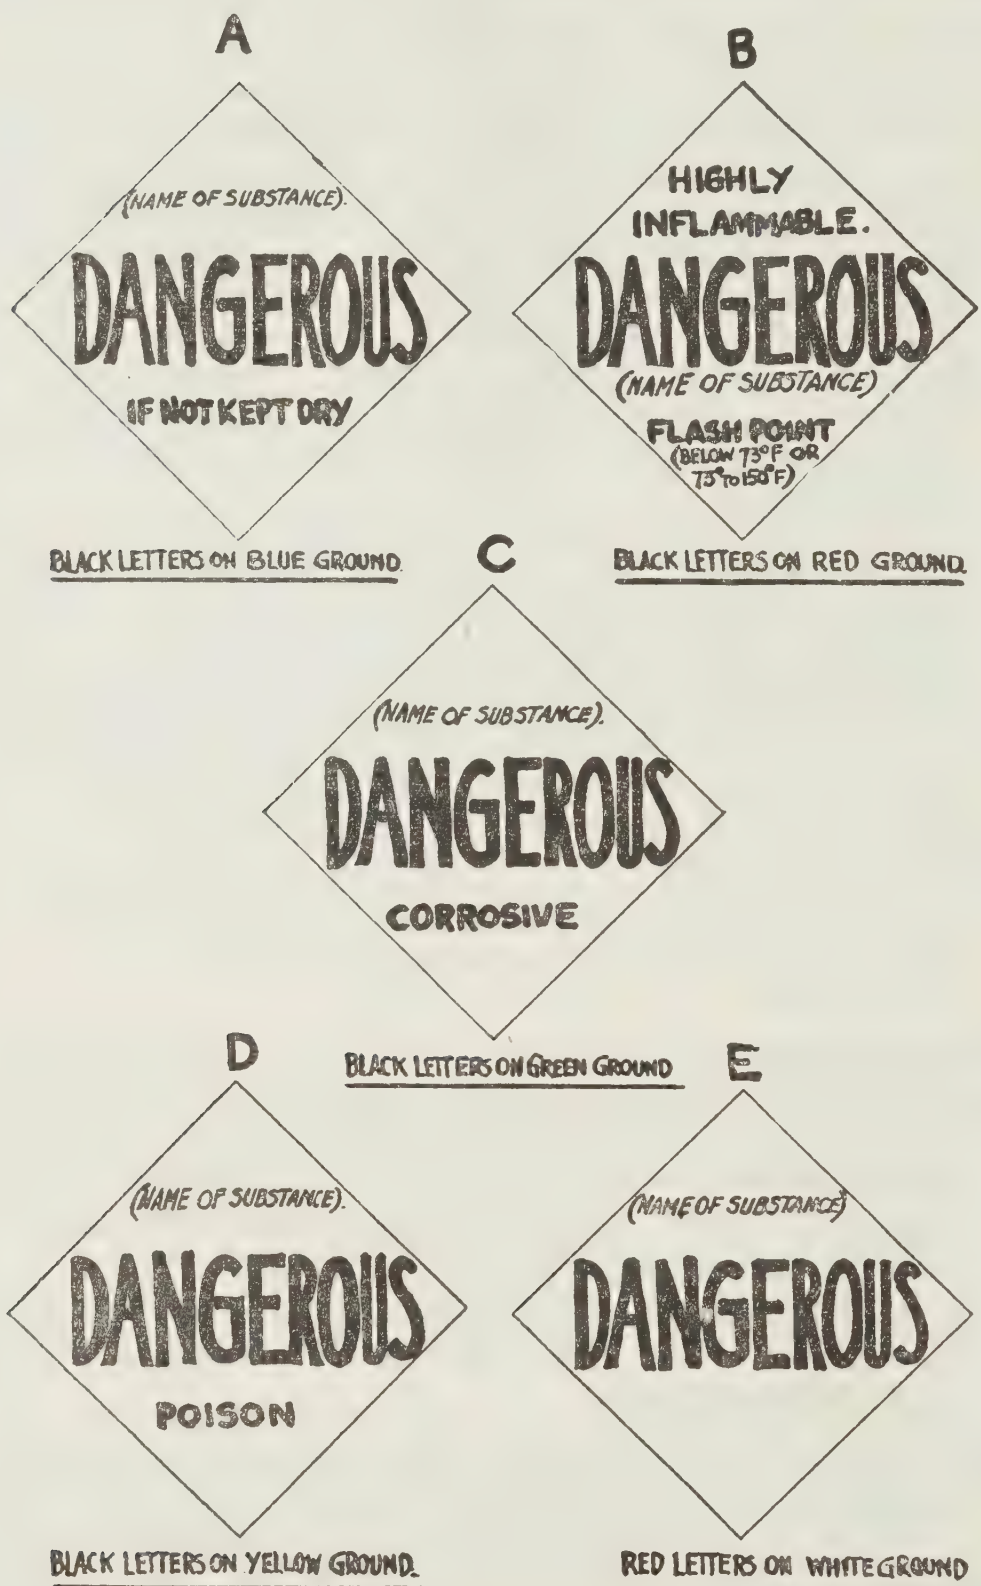 A
(NAME OF SUBSTANCE).
DANGEROUS
IF NOT KEPT DRY
BLACK LETTERS ON BLUE GROUND.
B
HIGHLY
INFLAMMABLE.
DANGEROUS
(NAME OF SUBSTANCE)
FLASH POINT
(BELOW 73°F OR
73° TO 150°F)
BLACK LETTERS ON RED GROUND.
C
(NAME OF SUBSTANCE).
DANGEROUS
CORROSIVE
BLACK LETTERS ON GREEN GROUND
D
(NAME OF SUBSTANCE).
DANGEROUS
POISON
BLACK LETTERS ON YELLOW GROUND.
E
(NAME OF SUBSTANCE)
DANGEROUS
RED LETTERS ON WHITE GROUND